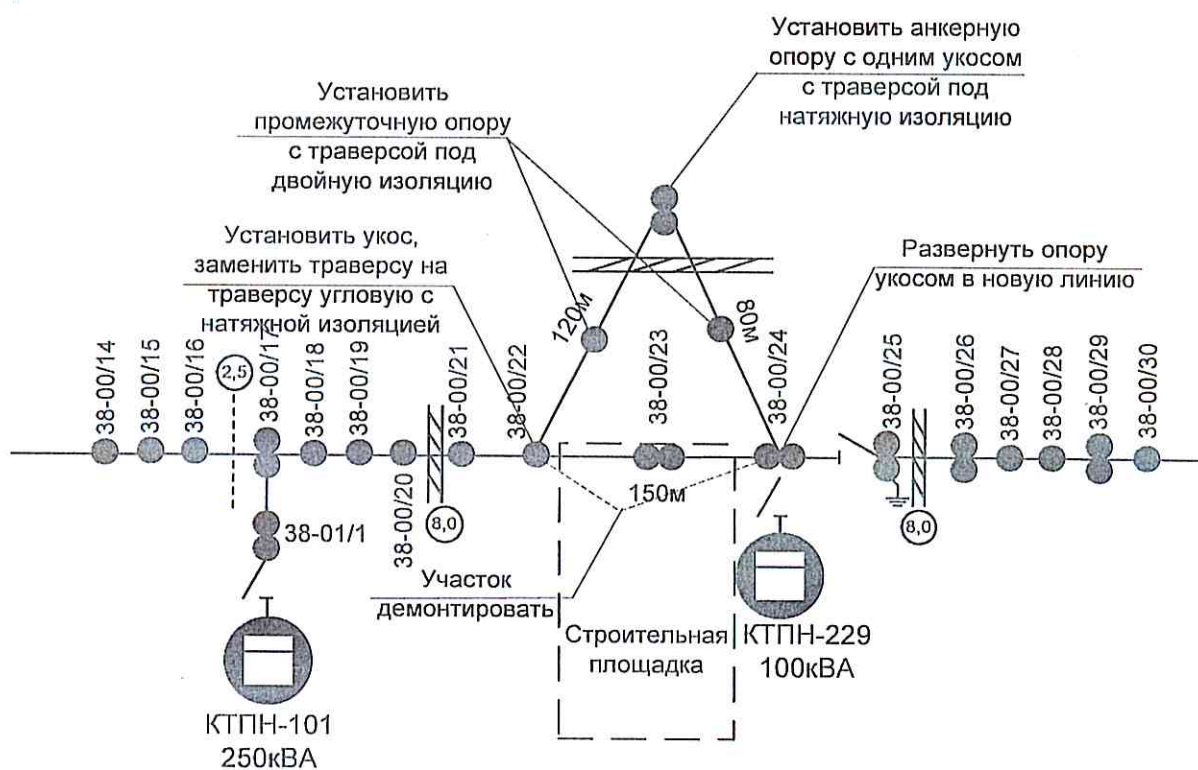 Установить анкерную
опору с одним укосом
с траверсой под
натяжную изоляцию
Установить
промежуточную опору
с траверсой под
двойную изоляцию
Установить укос,
заменить траверсу на
траверсу угловую с
натяжной изоляцией
Развернуть опору
укосом в новую линию
120м
80м
38-00/14
38-00/15
38-00/16
2,5
38-00/17
38-00/18
38-00/19
38-00/20
8,0
38-00/21
38-00/22
38-00/23
38-00/24
38-00/25
8,0
38-00/26
38-00/27
38-00/28
38-00/29
38-00/30
150м
38-01/1
Участок
демонтировать
Строительная
площадка
КТПН-229
100кВА
КТПН-101
250кВА